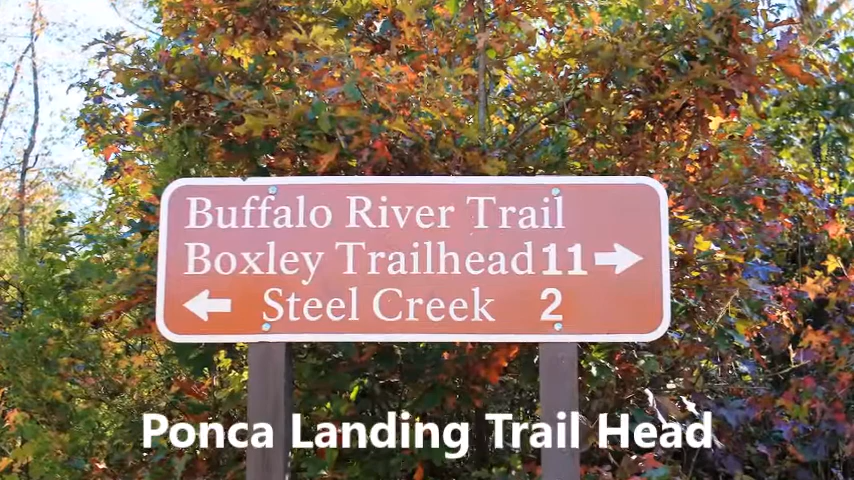 Buffalo River Trail
Boxley Trailhead 11 →
← Steel Creek 2
Ponca Landing Trail Head